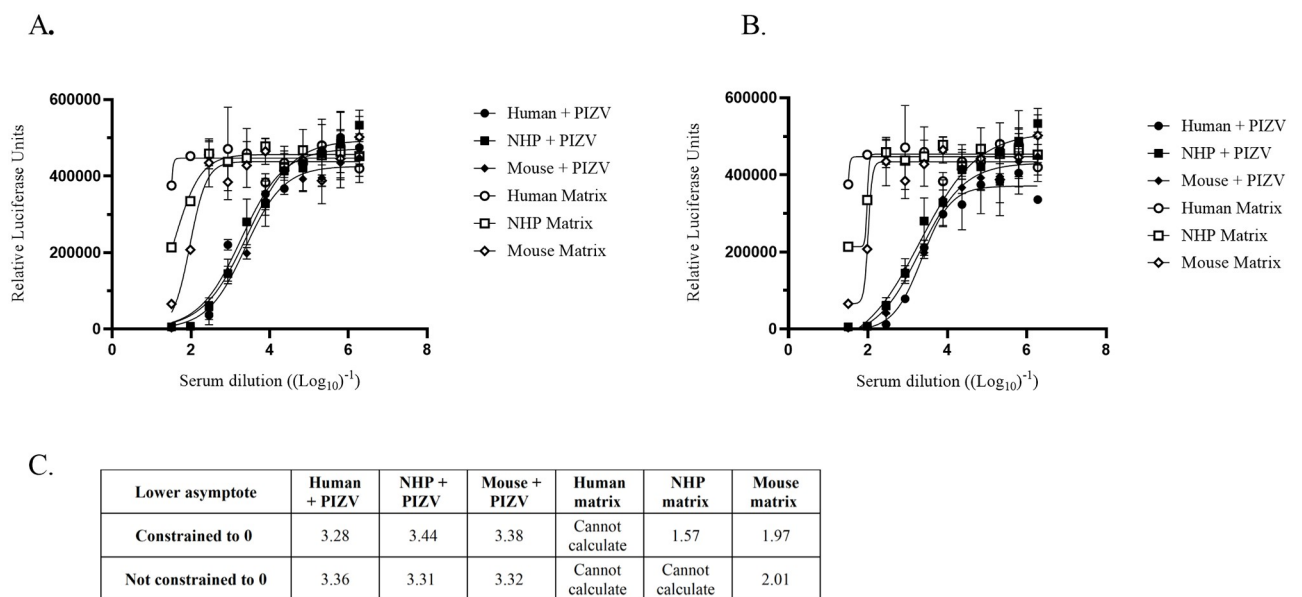 A.
B.
Relative Luciferase Units
600000
400000
200000
0
0
2
4
6
8
Serum dilution ((Log10)-1)
Human + PIZV
NHP + PIZV
Mouse + PIZV
Human Matrix
NHP Matrix
Mouse Matrix
Relative Luciferase Units
600000
400000
200000
0
0
2
4
6
8
Serum dilution ((Log10)-1)
Human + PIZV
NHP + PIZV
Mouse + PIZV
Human Matrix
NHP Matrix
Mouse Matrix
C.
Lower asymptote
Human
+ PIZV
NHP +
PIZV
Mouse +
PIZV
Human
matrix
NHP
matrix
Mouse
matrix
Constrained to 0
3.28
3.44
3.38
Cannot
calculate
1.57
1.97
Not constrained to 0
3.36
3.31
3.32
Cannot
calculate
Cannot
calculate
2.01